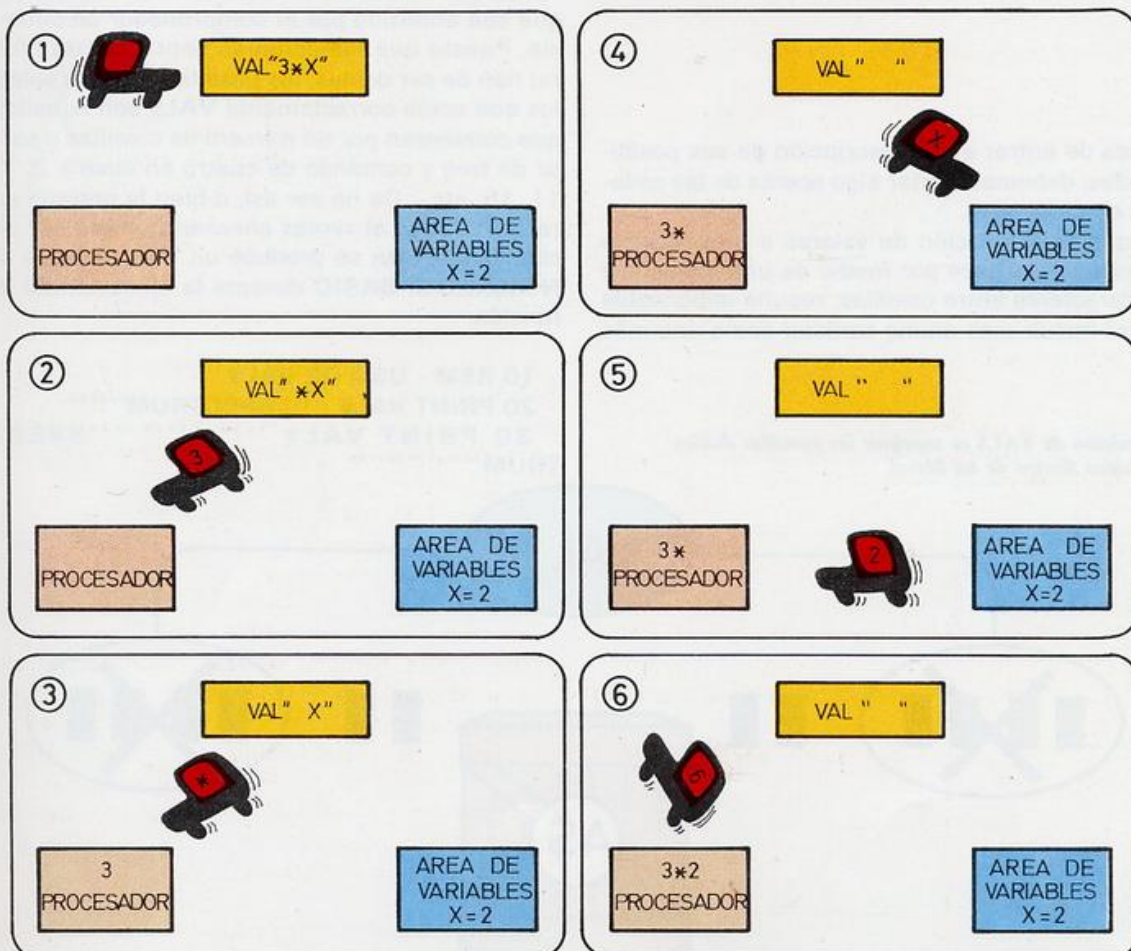 ①
VAL"3*X"
PROCESADOR
AREA DE
VARIABLES
X=2
②
VAL" *X"
3
PROCESADOR
AREA DE
VARIABLES
X=2
③
VAL" X"
*
3
PROCESADOR
AREA DE
VARIABLES
X=2
④
VAL" "
X
3*
PROCESADOR
AREA DE
VARIABLES
X=2
⑤
VAL" "
2
3*
PROCESADOR
AREA DE
VARIABLES
X=2
⑥
VAL" "
6
3*2
PROCESADOR
AREA DE
VARIABLES
X=2